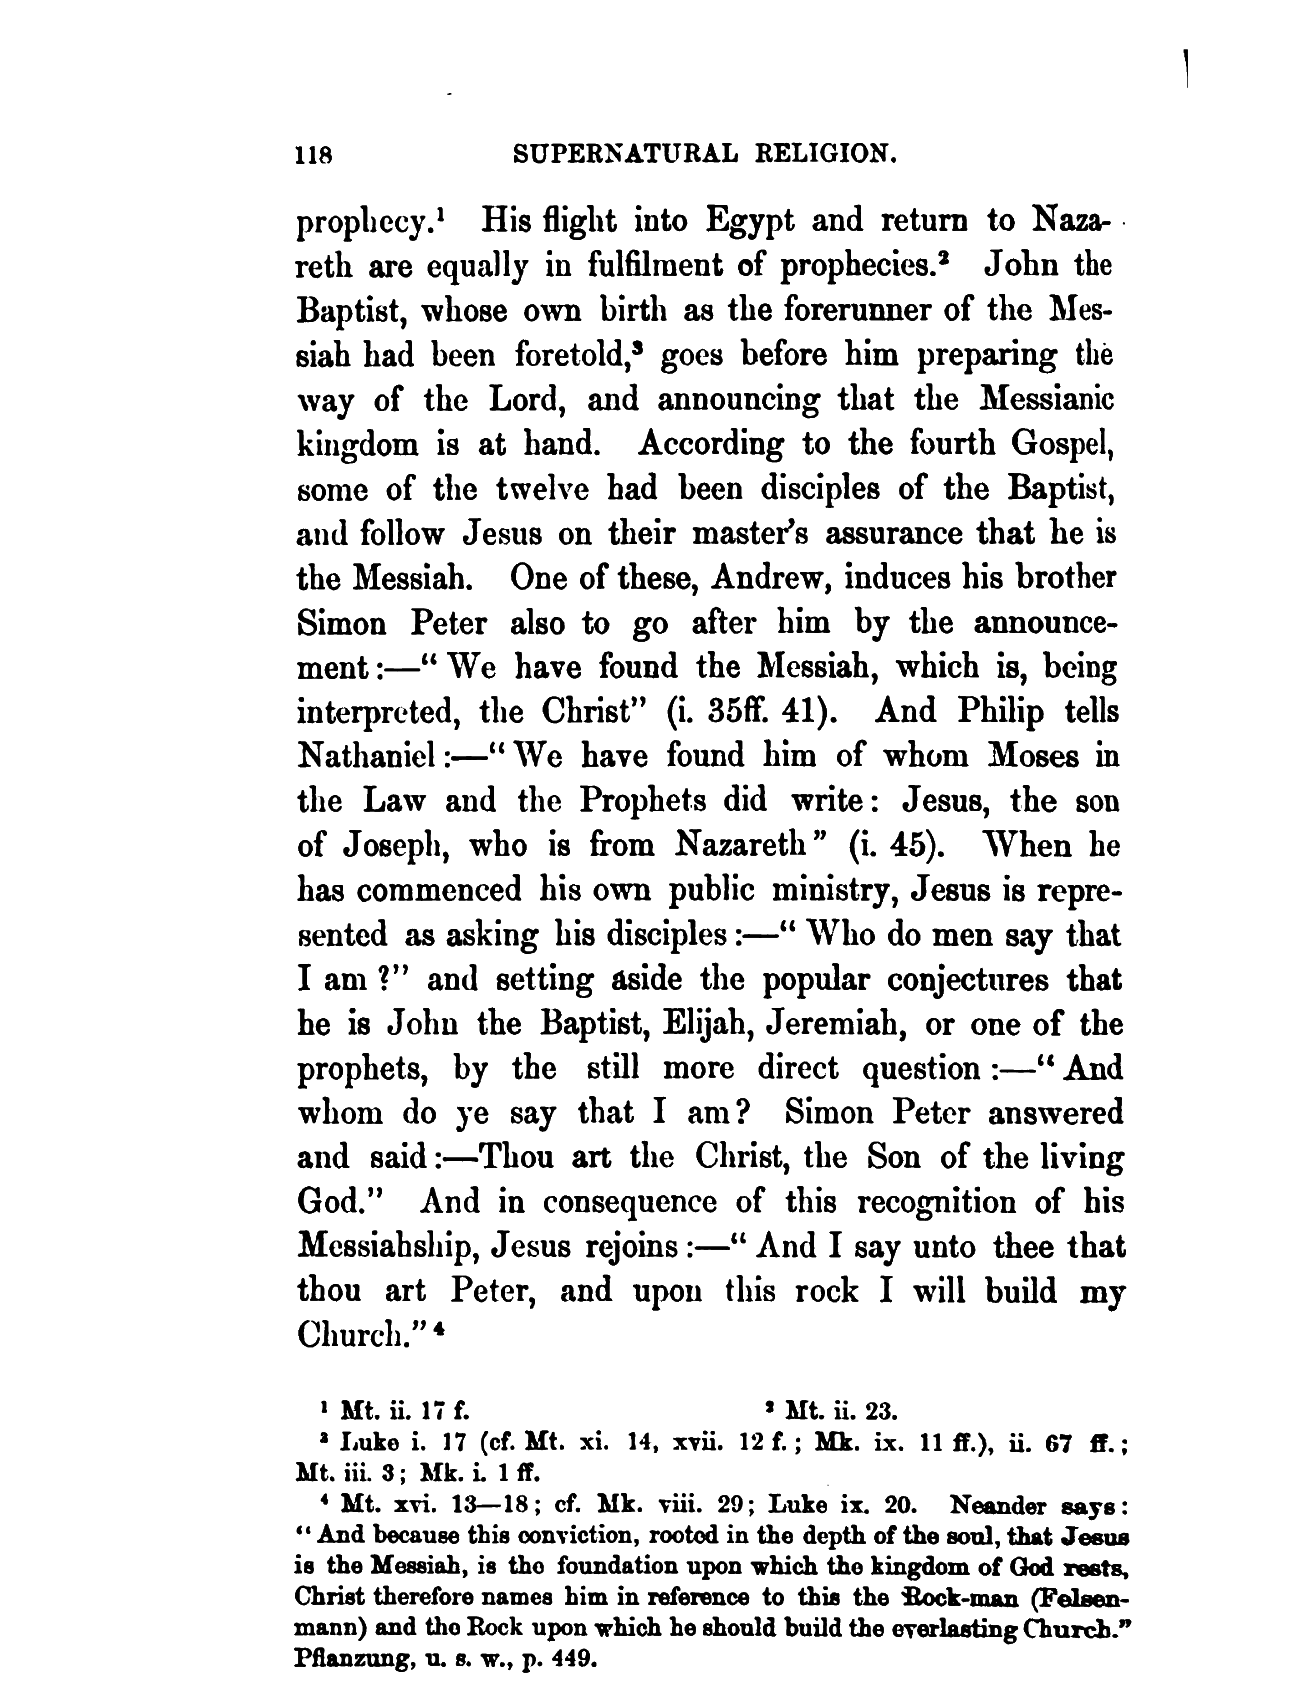 118 SUPERNATURAL RELIGION.
prophecy.¹ His flight into Egypt and return to Naza-
reth are equally in fulfilment of prophecies.² John the
Baptist, whose own birth as the forerunner of the Mes-
siah had been foretold,³ goes before him preparing the
way of the Lord, and announcing that the Messianic
kingdom is at hand. According to the fourth Gospel,
some of the twelve had been disciples of the Baptist,
and follow Jesus on their master's assurance that he is
the Messiah. One of these, Andrew, induces his brother
Simon Peter also to go after him by the announce-
ment :—“ We have found the Messiah, which is, being
interpreted, the Christ” (i. 35ff. 41). And Philip tells
Nathaniel :—“ We have found him of whom Moses in
the Law and the Prophets did write: Jesus, the son
of Joseph, who is from Nazareth” (i. 45). When he
has commenced his own public ministry, Jesus is repre-
sented as asking his disciples :—“ Who do men say that
I am ?” and setting aside the popular conjectures that
he is John the Baptist, Elijah, Jeremiah, or one of the
prophets, by the still more direct question :—“ And
whom do ye say that I am? Simon Peter answered
and said :—Thou art the Christ, the Son of the living
God.” And in consequence of this recognition of his
Messiahship, Jesus rejoins :—“ And I say unto thee that
thou art Peter, and upon this rock I will build my
Church.” ⁴
¹ Mt. ii. 17 f. ² Mt. ii. 23.
³ Luke i. 17 (cf. Mt. xi. 14, xvii. 12 f. ; Mk. ix. 11 ff.), ii. 67 ff. ;
Mt. iii. 3 ; Mk. i. 1 ff.
⁴ Mt. xvi. 13—18 ; cf. Mk. viii. 29 ; Luke ix. 20. Neander says :
“ And because this conviction, rooted in the depth of the soul, that Jesus
is the Messiah, is the foundation upon which the kingdom of God rests,
Christ therefore names him in reference to this the Rock-man (Felsen-
mann) and the Rock upon which he should build the everlasting Church.”
Pflanzung, u. s. w., p. 449.